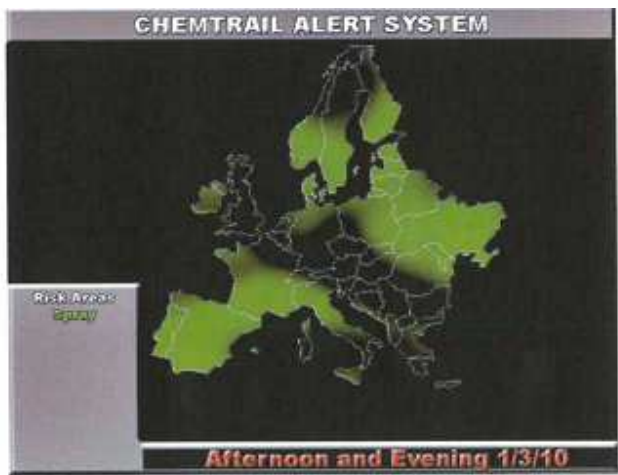 CHEMTRAIL ALERT SYSTEM
Risk Areas
Spray
Afternoon and Evening 1/3/10